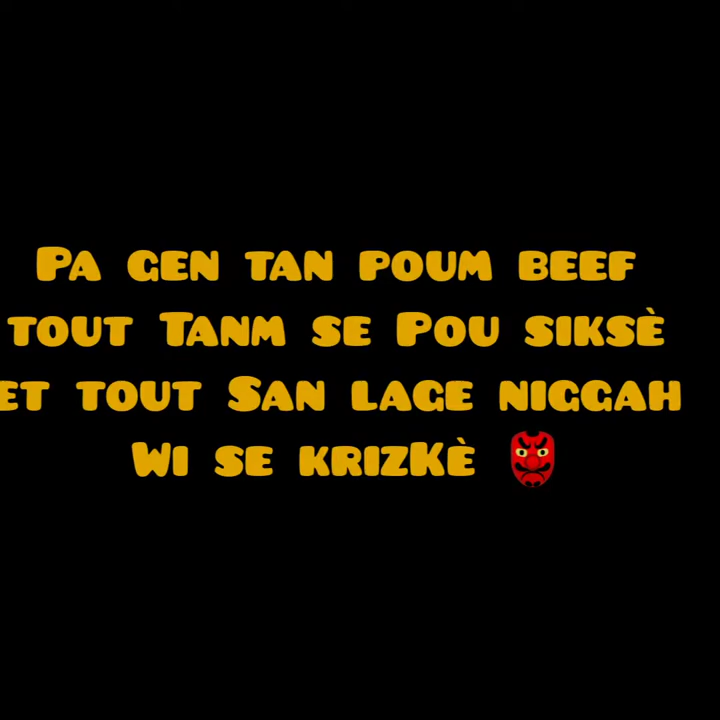 Pa gen tan poum beef
tout Tanm se Pou siksè
et tout San lage niggah
Wi se krizKè 👺